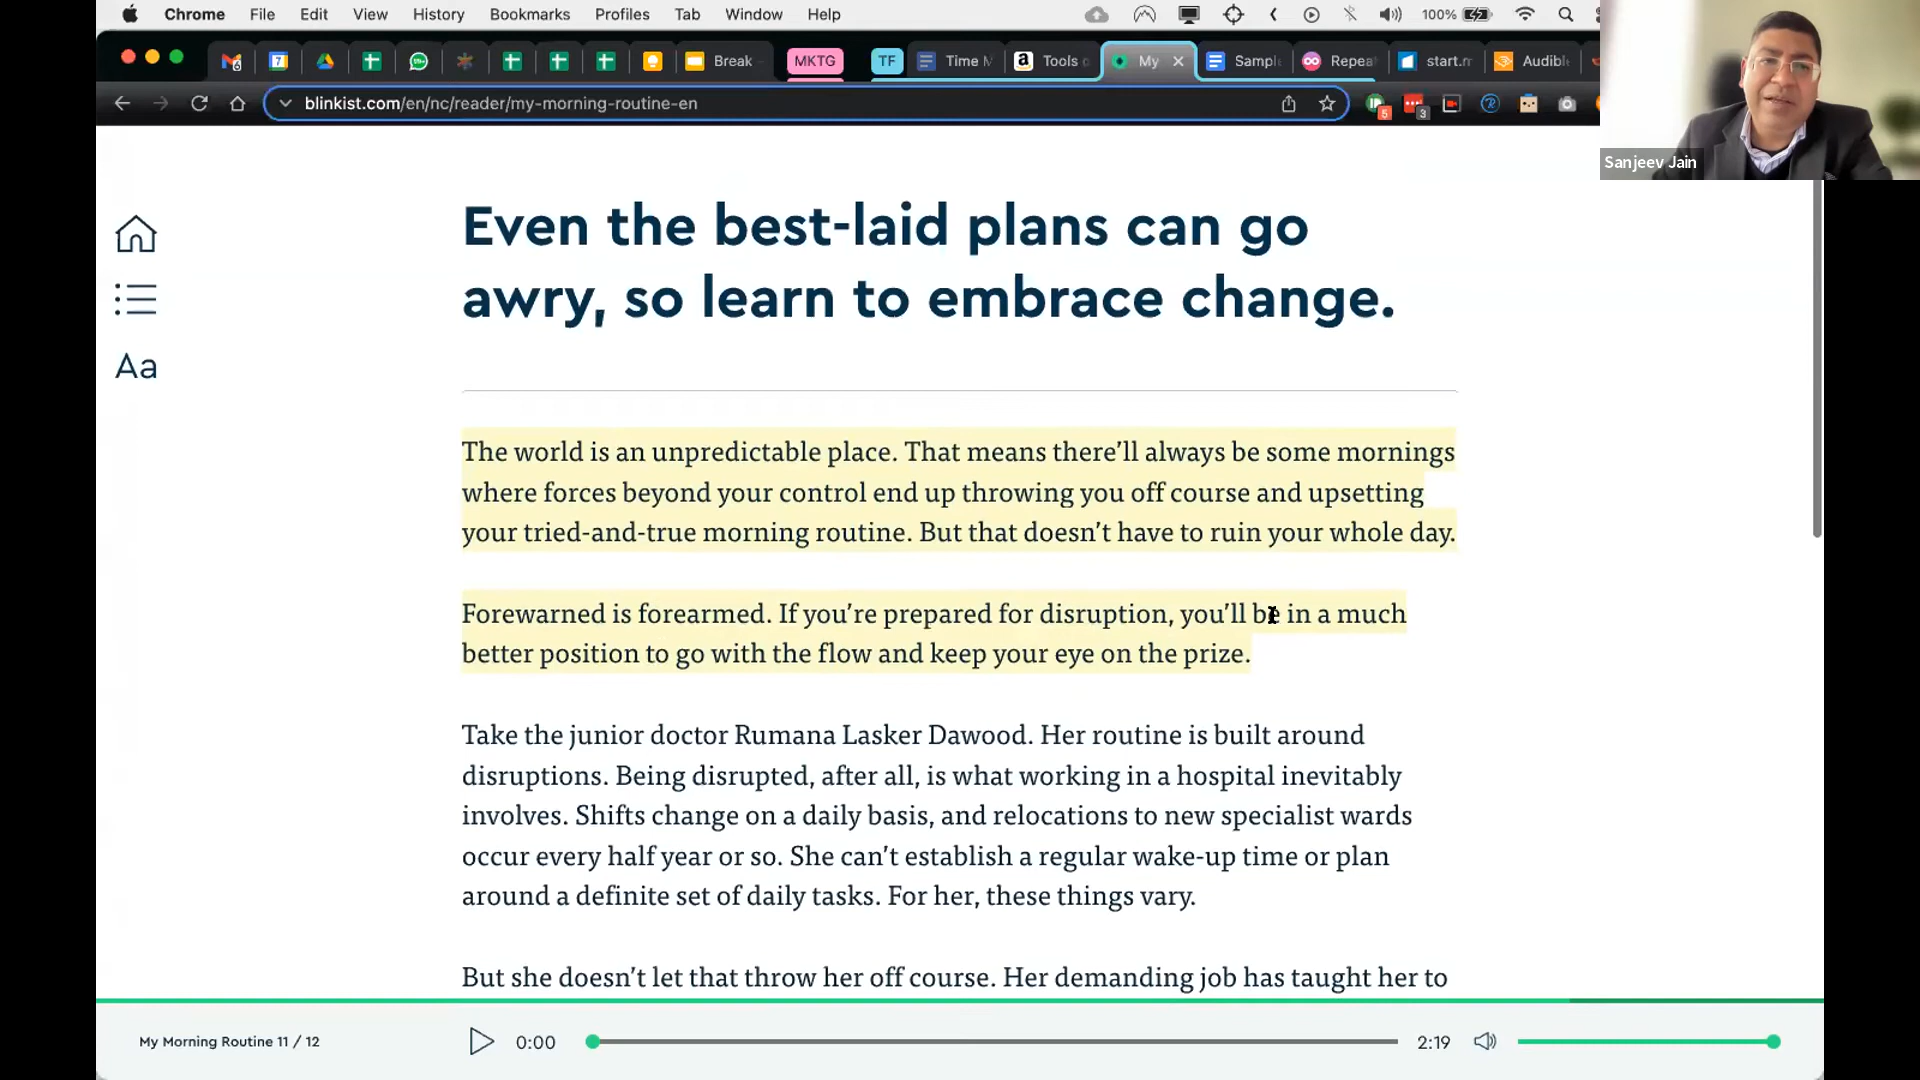 Chrome File Edit View History Bookmarks Profiles Tab Window Help 100%
7 Break MKTG TF Time M Tools My Sampl Repea start.m Audibl
blinkist.com/en/nc/reader/my-morning-routine-en 5 3
Sanjeev Jain
Even the best-laid plans can go
awry, so learn to embrace change.
Aa
The world is an unpredictable place. That means there’ll always be some mornings
where forces beyond your control end up throwing you off course and upsetting
your tried-and-true morning routine. But that doesn’t have to ruin your whole day.
Forewarned is forearmed. If you’re prepared for disruption, you’ll be in a much
better position to go with the flow and keep your eye on the prize.
Take the junior doctor Rumana Lasker Dawood. Her routine is built around
disruptions. Being disrupted, after all, is what working in a hospital inevitably
involves. Shifts change on a daily basis, and relocations to new specialist wards
occur every half year or so. She can’t establish a regular wake-up time or plan
around a definite set of daily tasks. For her, these things vary.
But she doesn’t let that throw her off course. Her demanding job has taught her to
My Morning Routine 11 / 12 0:00 2:19